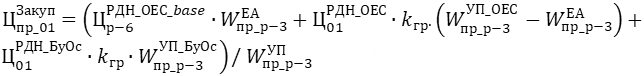 Ц^Закуп_пр_01 = (Ц^РДН_ОЕС_base_р−6 · W^ЕА_пр_р−3 + Ц^РДН_ОЕС_01 · k_гр. (W^УП_ОЕС_пр_р−3 − W^ЕА_пр_р−3) +
Ц^РДН_БуОс_01 · k_гр · W^УП_БуОс_пр_р−3) / W^УП_пр_р−3